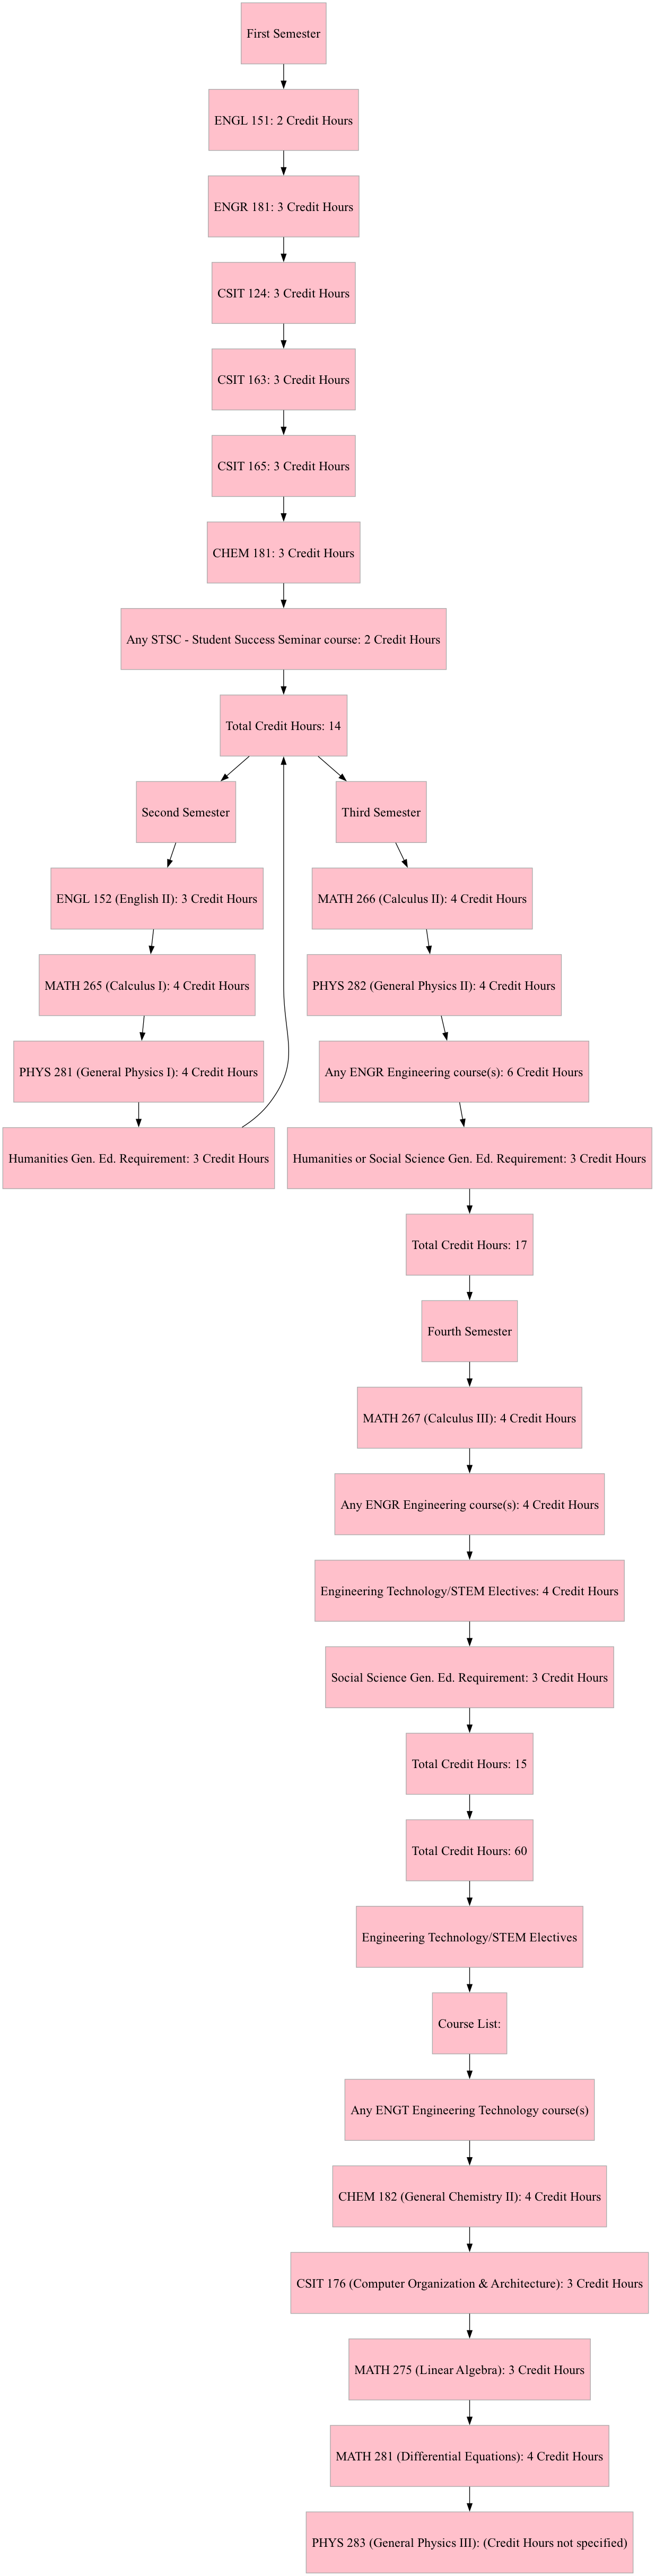 First Semester
ENGL 151: 2 Credit Hours
ENGR 181: 3 Credit Hours
CSIT 124: 3 Credit Hours
CSIT 163: 3 Credit Hours
CSIT 165: 3 Credit Hours
CHEM 181: 3 Credit Hours
Any STSC - Student Success Seminar course: 2 Credit Hours
Total Credit Hours: 14
Second Semester
ENGL 152 (English II): 3 Credit Hours
MATH 265 (Calculus I): 4 Credit Hours
PHYS 281 (General Physics I): 4 Credit Hours
Humanities Gen. Ed. Requirement: 3 Credit Hours
Third Semester
MATH 266 (Calculus II): 4 Credit Hours
PHYS 282 (General Physics II): 4 Credit Hours
Any ENGR Engineering course(s): 6 Credit Hours
Humanities or Social Science Gen. Ed. Requirement: 3 Credit Hours
Total Credit Hours: 17
Fourth Semester
MATH 267 (Calculus III): 4 Credit Hours
Any ENGR Engineering course(s): 4 Credit Hours
Engineering Technology/STEM Electives: 4 Credit Hours
Social Science Gen. Ed. Requirement: 3 Credit Hours
Total Credit Hours: 15
Total Credit Hours: 60
Engineering Technology/STEM Electives
Course List:
Any ENGT Engineering Technology course(s)
CHEM 182 (General Chemistry II): 4 Credit Hours
CSIT 176 (Computer Organization & Architecture): 3 Credit Hours
MATH 275 (Linear Algebra): 3 Credit Hours
MATH 281 (Differential Equations): 4 Credit Hours
PHYS 283 (General Physics III): (Credit Hours not specified)